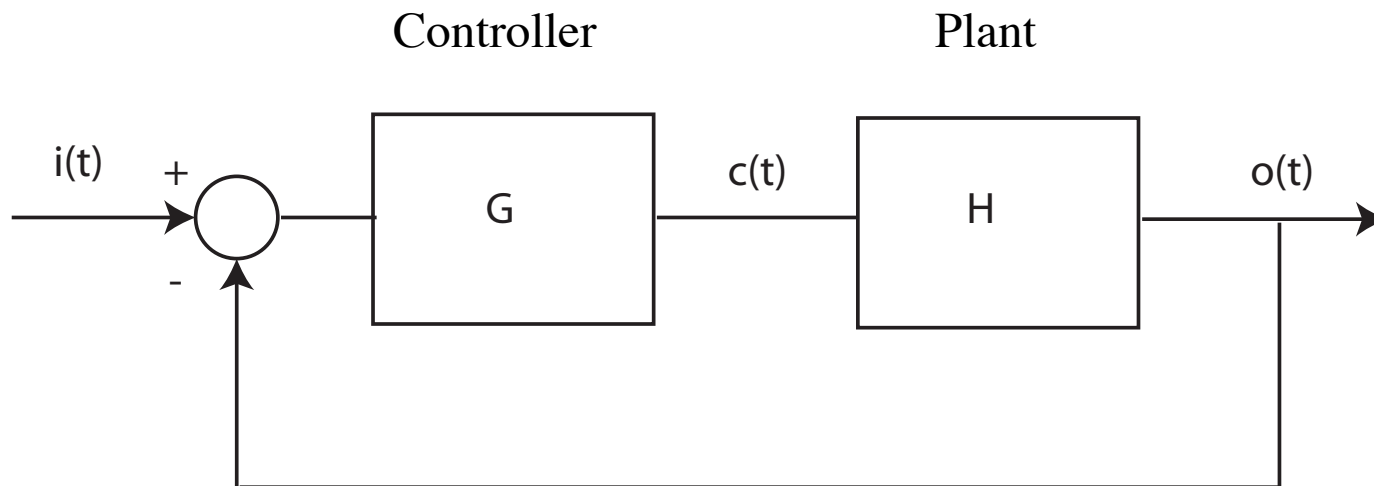 Controller Plant
i(t) + G c(t) H o(t)
-